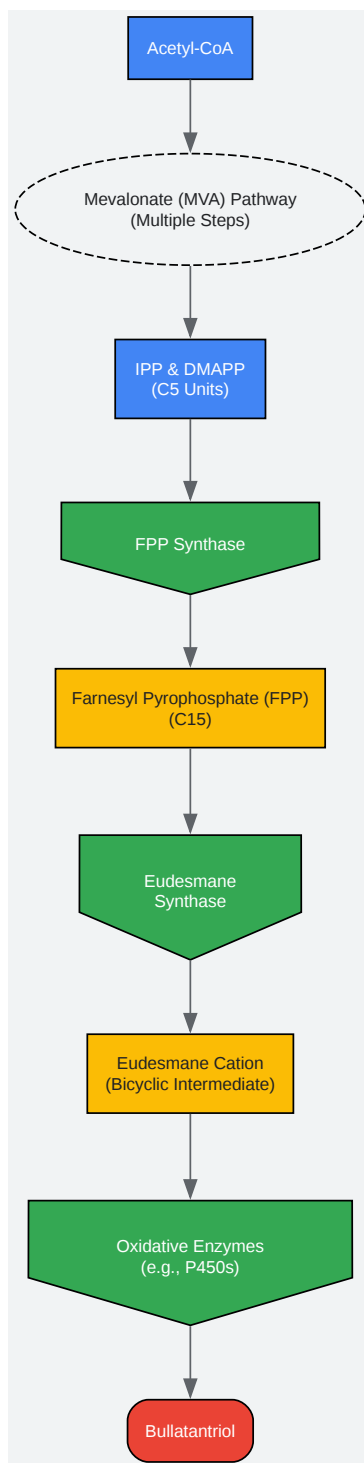 Acetyl-CoA
Mevalonate (MVA) Pathway
(Multiple Steps)
IPP & DMAPP
(C5 Units)
FPP Synthase
Farnesyl Pyrophosphate (FPP)
(C15)
Eudesmane
Synthase
Eudesmane Cation
(Bicyclic Intermediate)
Oxidative Enzymes
(e.g., P450s)
Bullatantriol